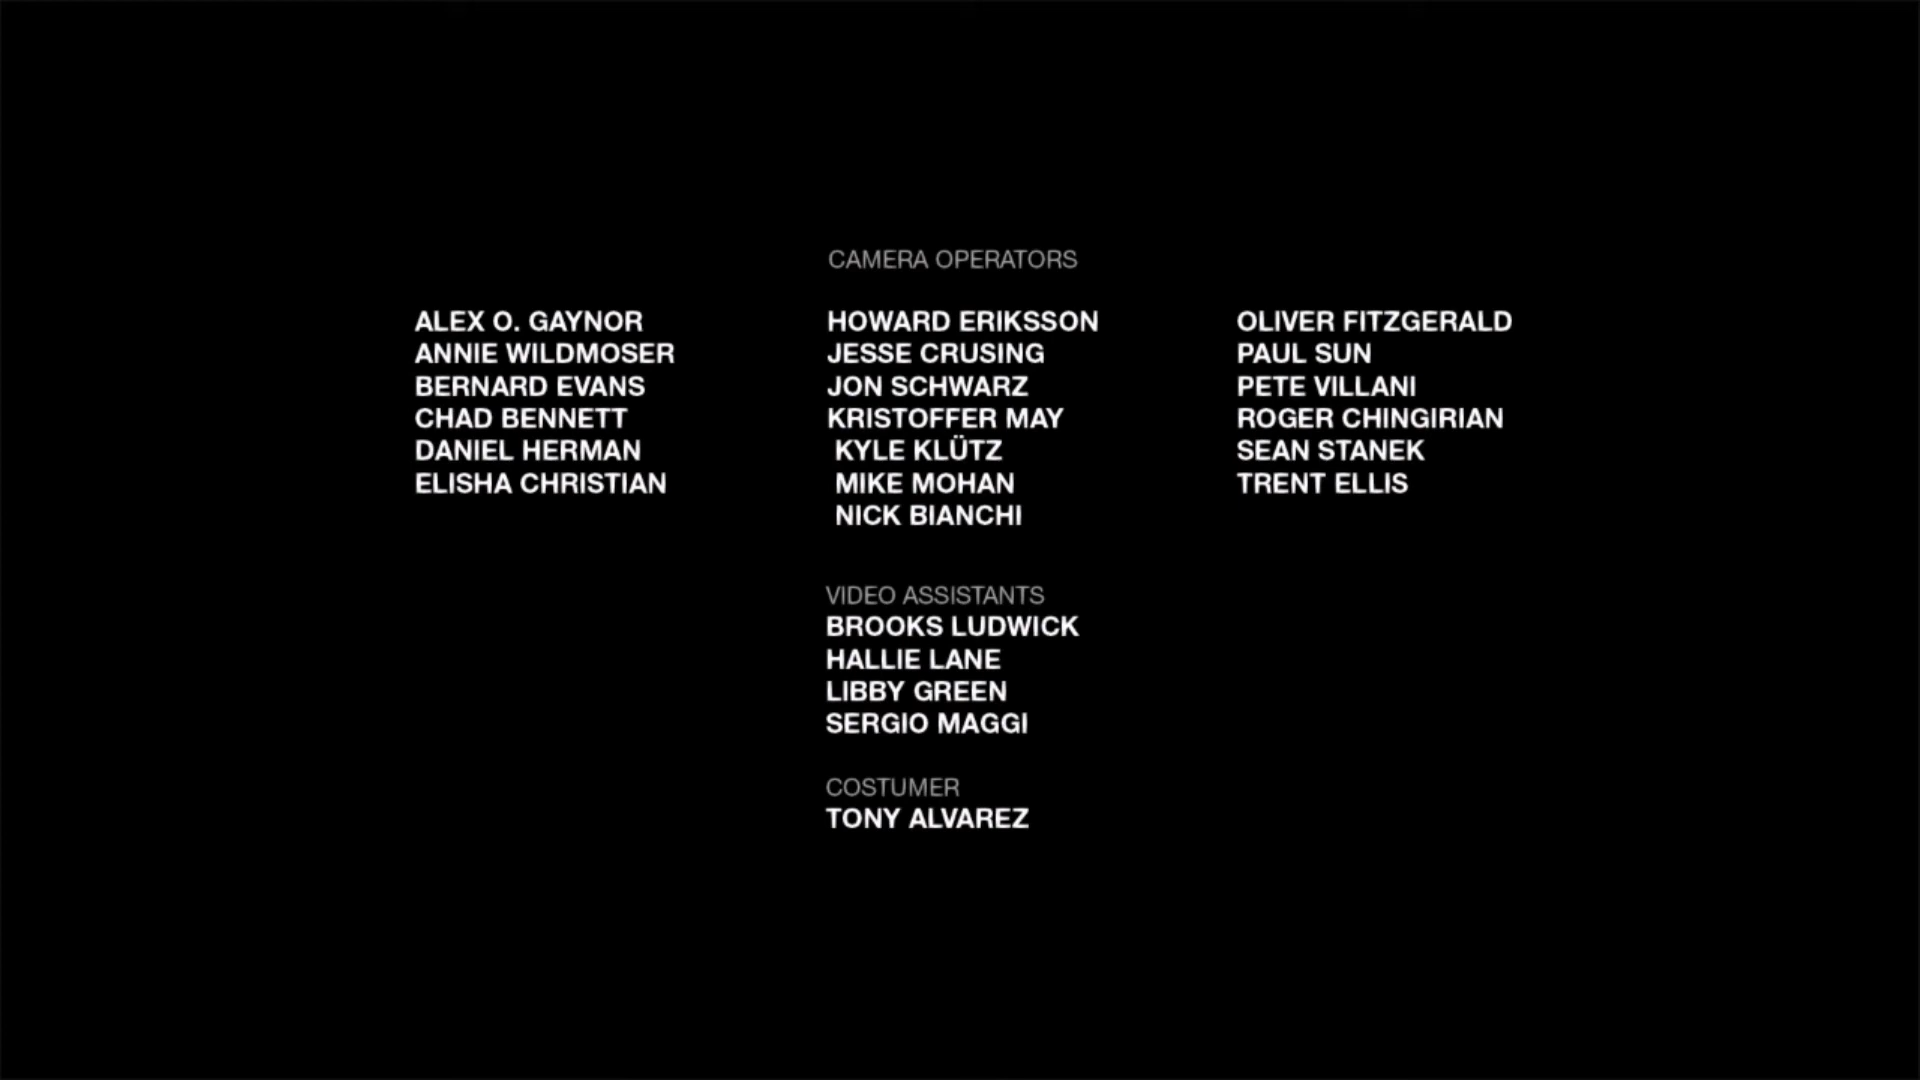 CAMERA OPERATORS
ALEX O. GAYNOR
ANNIE WILDMOSER
BERNARD EVANS
CHAD BENNETT
DANIEL HERMAN
ELISHA CHRISTIAN
HOWARD ERIKSSON
JESSE CRUSING
JON SCHWARZ
KRISTOFFER MAY
KYLE KLÜTZ
MIKE MOHAN
NICK BIANCHI
OLIVER FITZGERALD
PAUL SUN
PETE VILLANI
ROGER CHINGIRIAN
SEAN STANEK
TRENT ELLIS
VIDEO ASSISTANTS
BROOKS LUDWICK
HALLIE LANE
LIBBY GREEN
SERGIO MAGGI
COSTUMER
TONY ALVAREZ